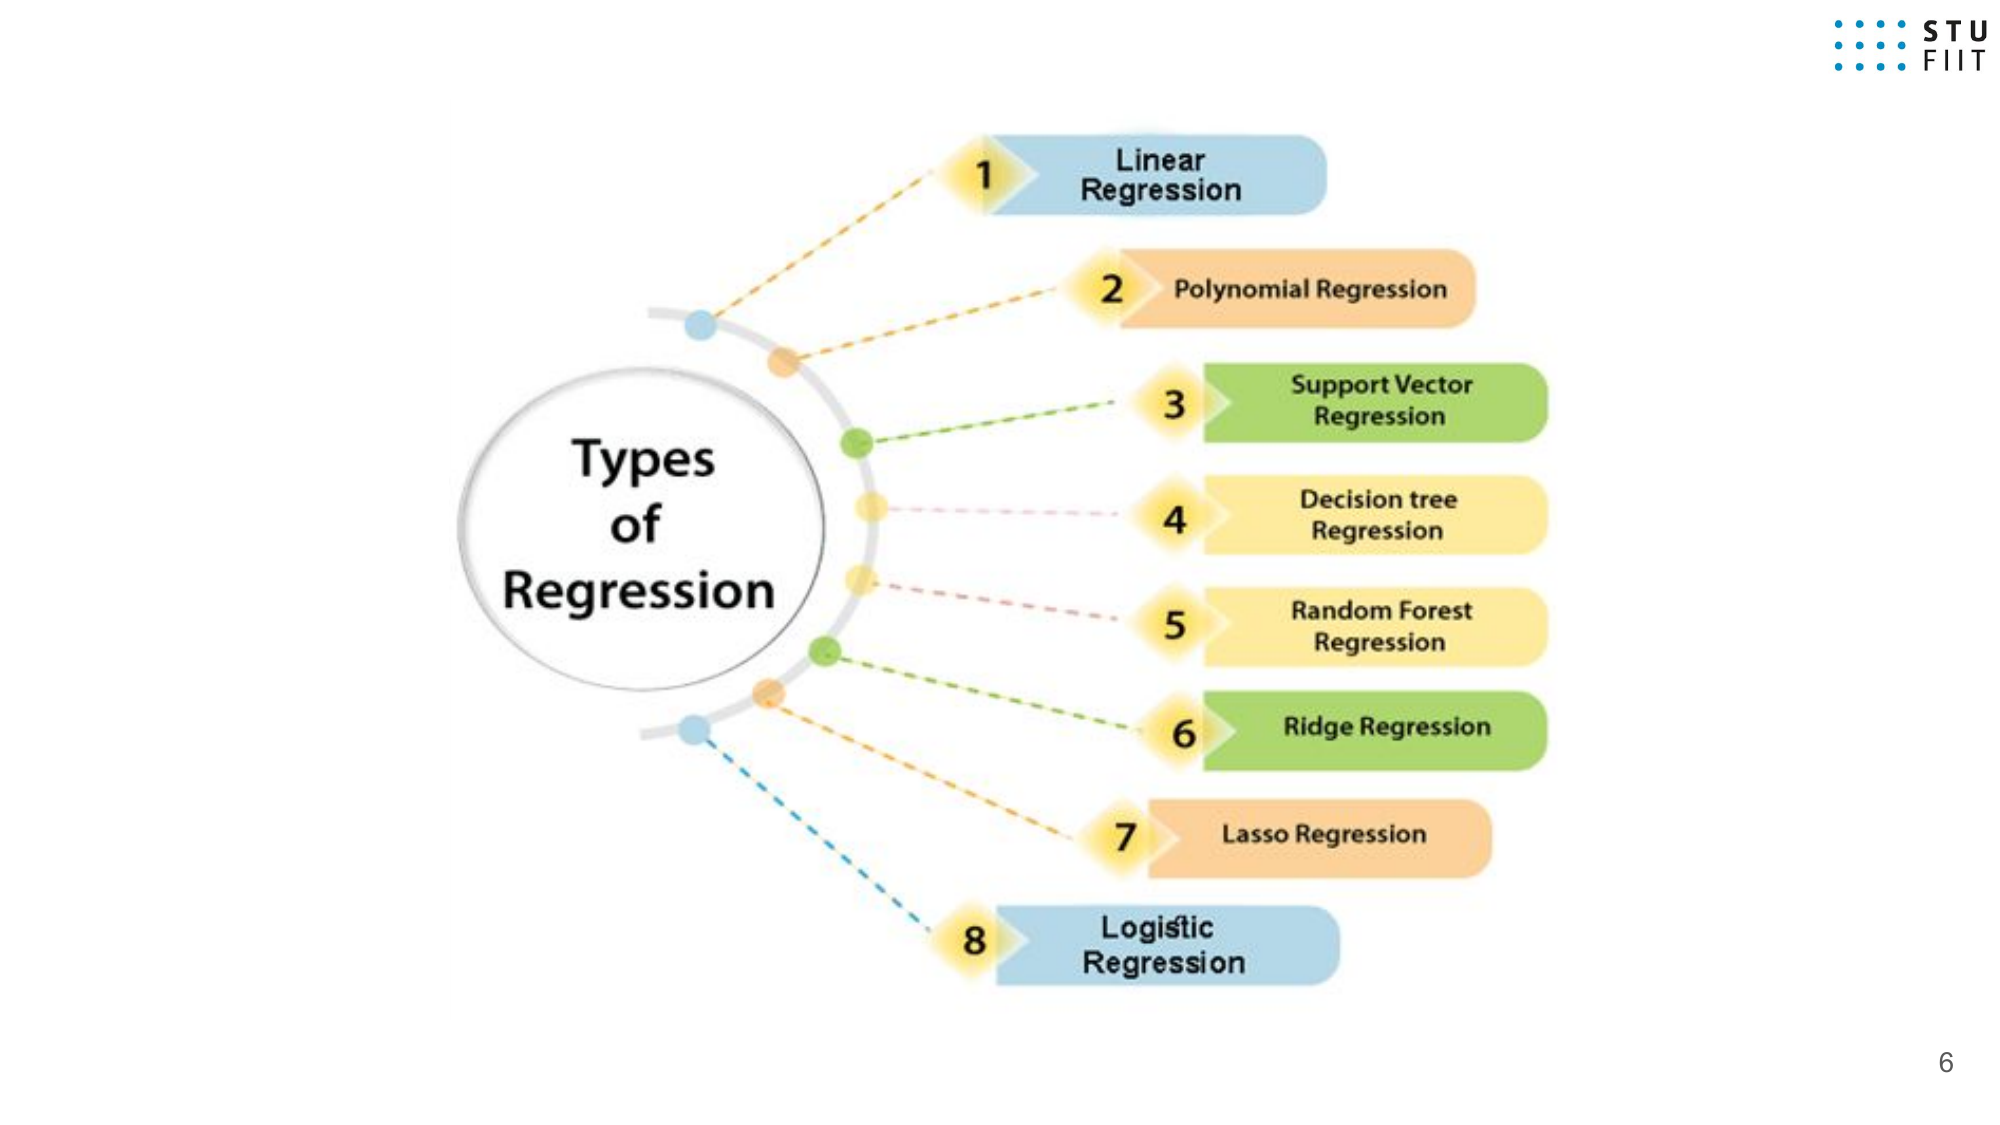 STU
FIIT
Types
of
Regression
1
Linear
Regression
2
Polynomial Regression
3
Support Vector
Regression
4
Decision tree
Regression
5
Random Forest
Regression
6
Ridge Regression
7
Lasso Regression
8
Logistic
Regression
6